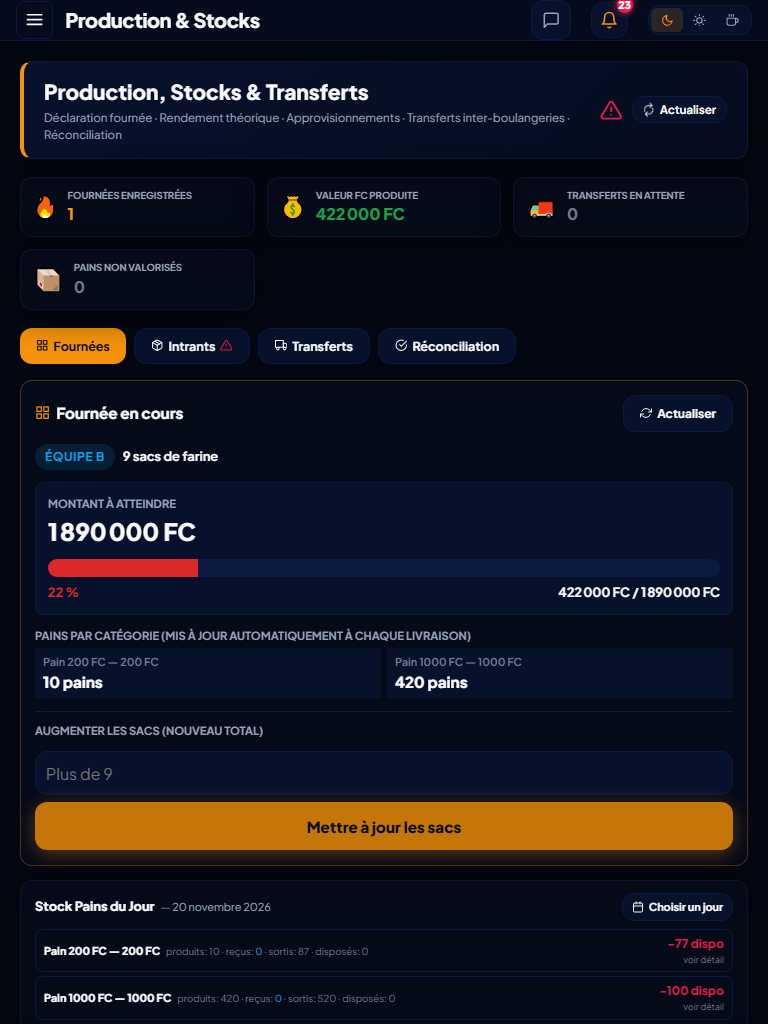 Production & Stocks
23
Production, Stocks & Transferts
Déclaration fournée · Rendement théorique · Approvisionnements · Transferts inter-boulangeries ·
Réconciliation
Actualiser
FOURNÉES ENREGISTRÉES
1
VALEUR FC PRODUITE
422 000 FC
TRANSFERTS EN ATTENTE
0
PAINS NON VALORISÉS
0
Fournées
Intrants
Transferts
Réconciliation
Fournée en cours
Actualiser
ÉQUIPE B
9 sacs de farine
MONTANT À ATTEINDRE
1 890 000 FC
22 %
422 000 FC / 1 890 000 FC
PAINS PAR CATÉGORIE (MIS À JOUR AUTOMATIQUEMENT À CHAQUE LIVRAISON)
Pain 200 FC — 200 FC
10 pains
Pain 1000 FC — 1000 FC
420 pains
AUGMENTER LES SACS (NOUVEAU TOTAL)
Plus de 9
Mettre à jour les sacs
Stock Pains du Jour — 20 novembre 2026
Choisir un jour
Pain 200 FC — 200 FC produits: 10 · reçus: 0 · sortis: 87 · disposés: 0
-77 dispo
voir détail
Pain 1000 FC — 1000 FC produits: 420 · reçus: 0 · sortis: 520 · disposés: 0
-100 dispo
voir détail